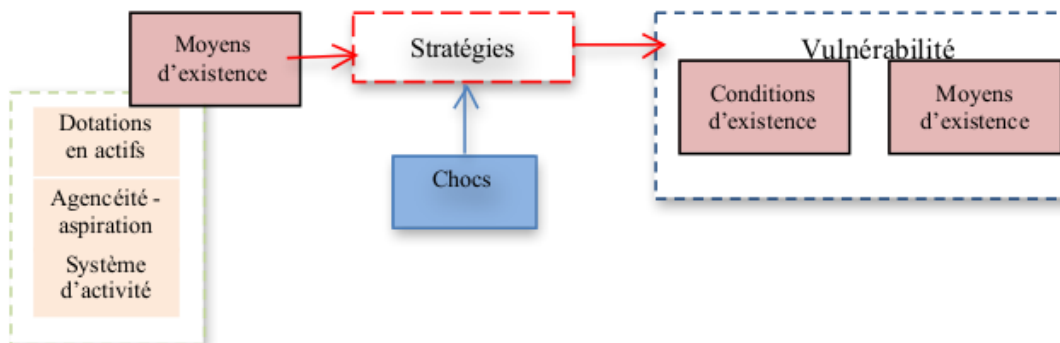 Moyens
d'existence
Stratégies
Vulnérabilité
Conditions
d'existence
Moyens
d'existence
Dotations
en actifs
Chocs
Agencéité -
aspiration
Système
d'activité